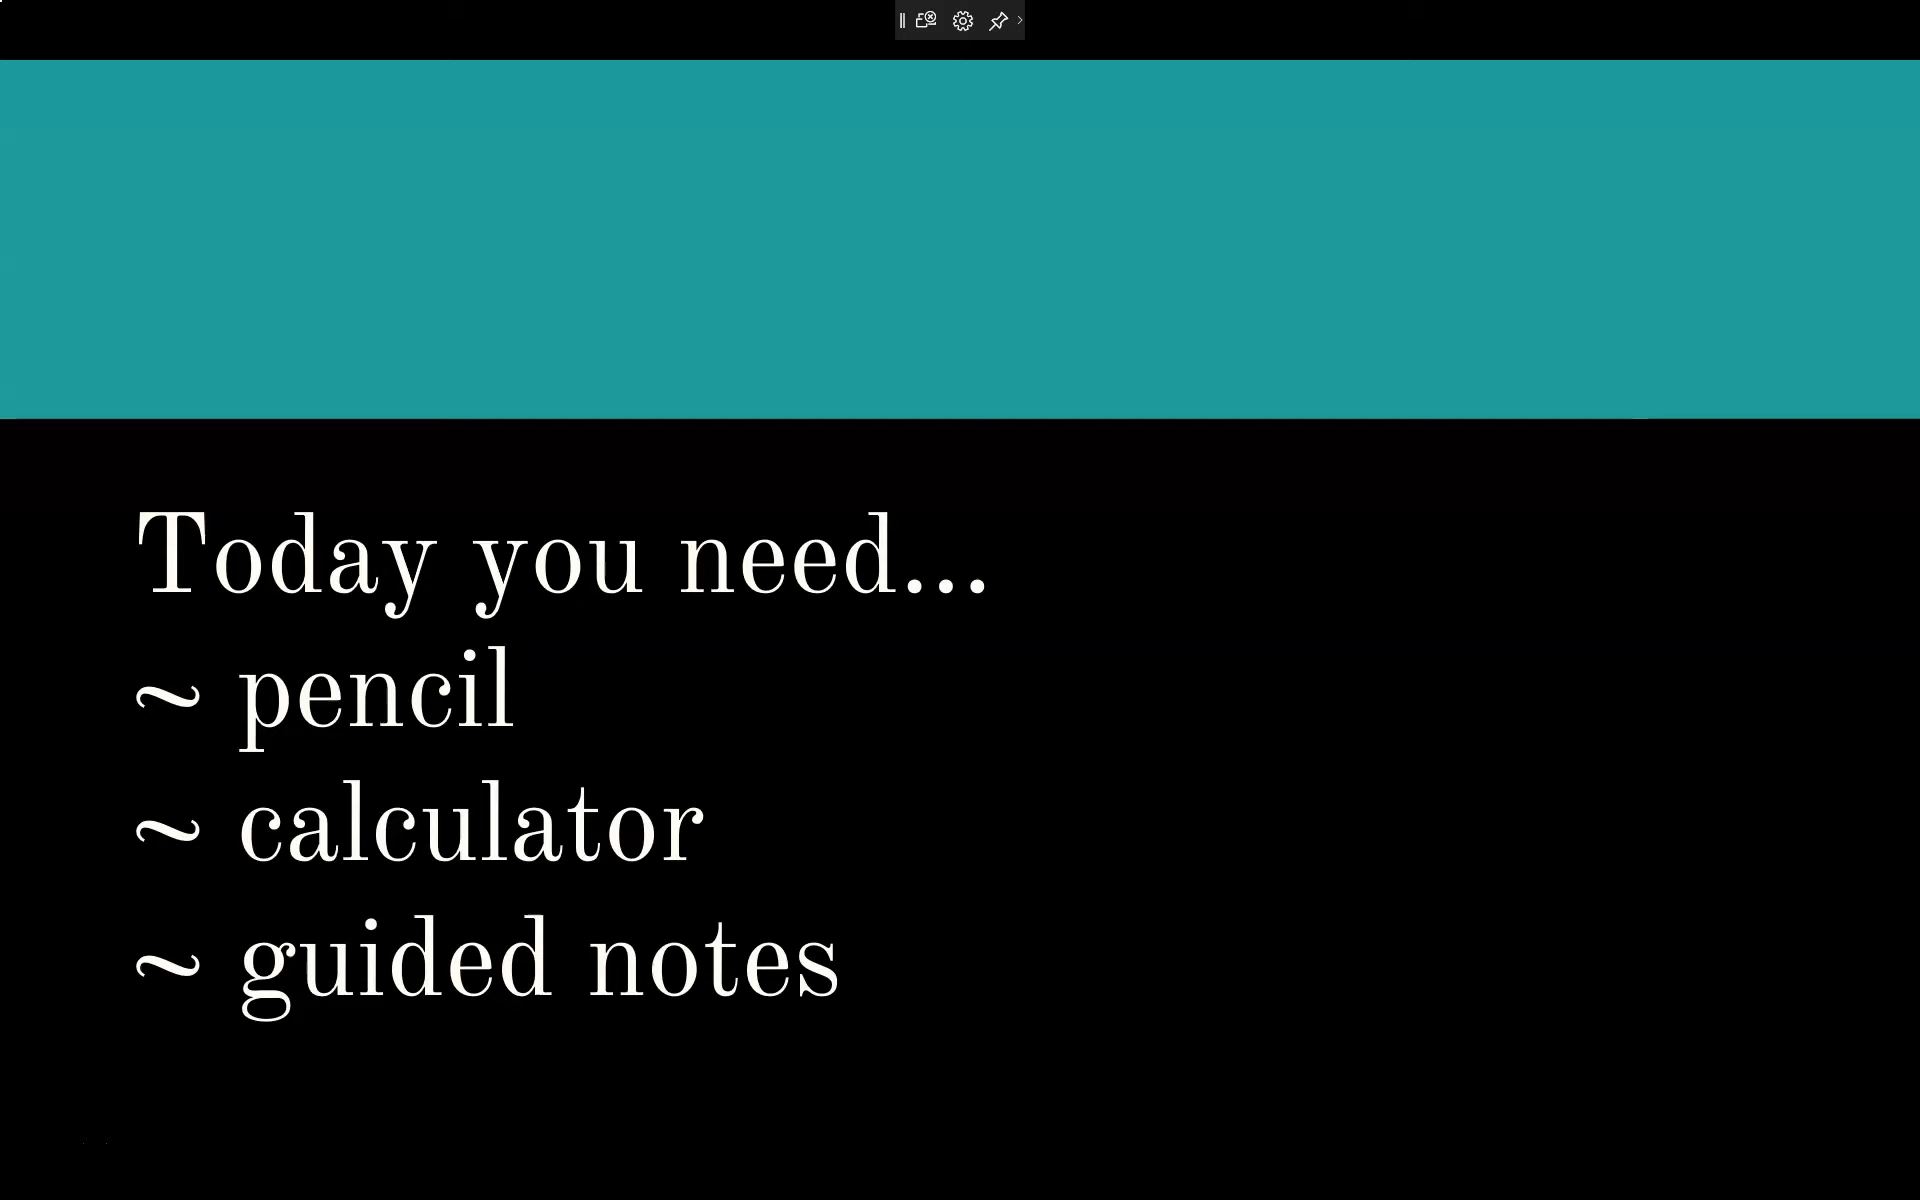 Today you need...
~ pencil
~ calculator
~ guided notes